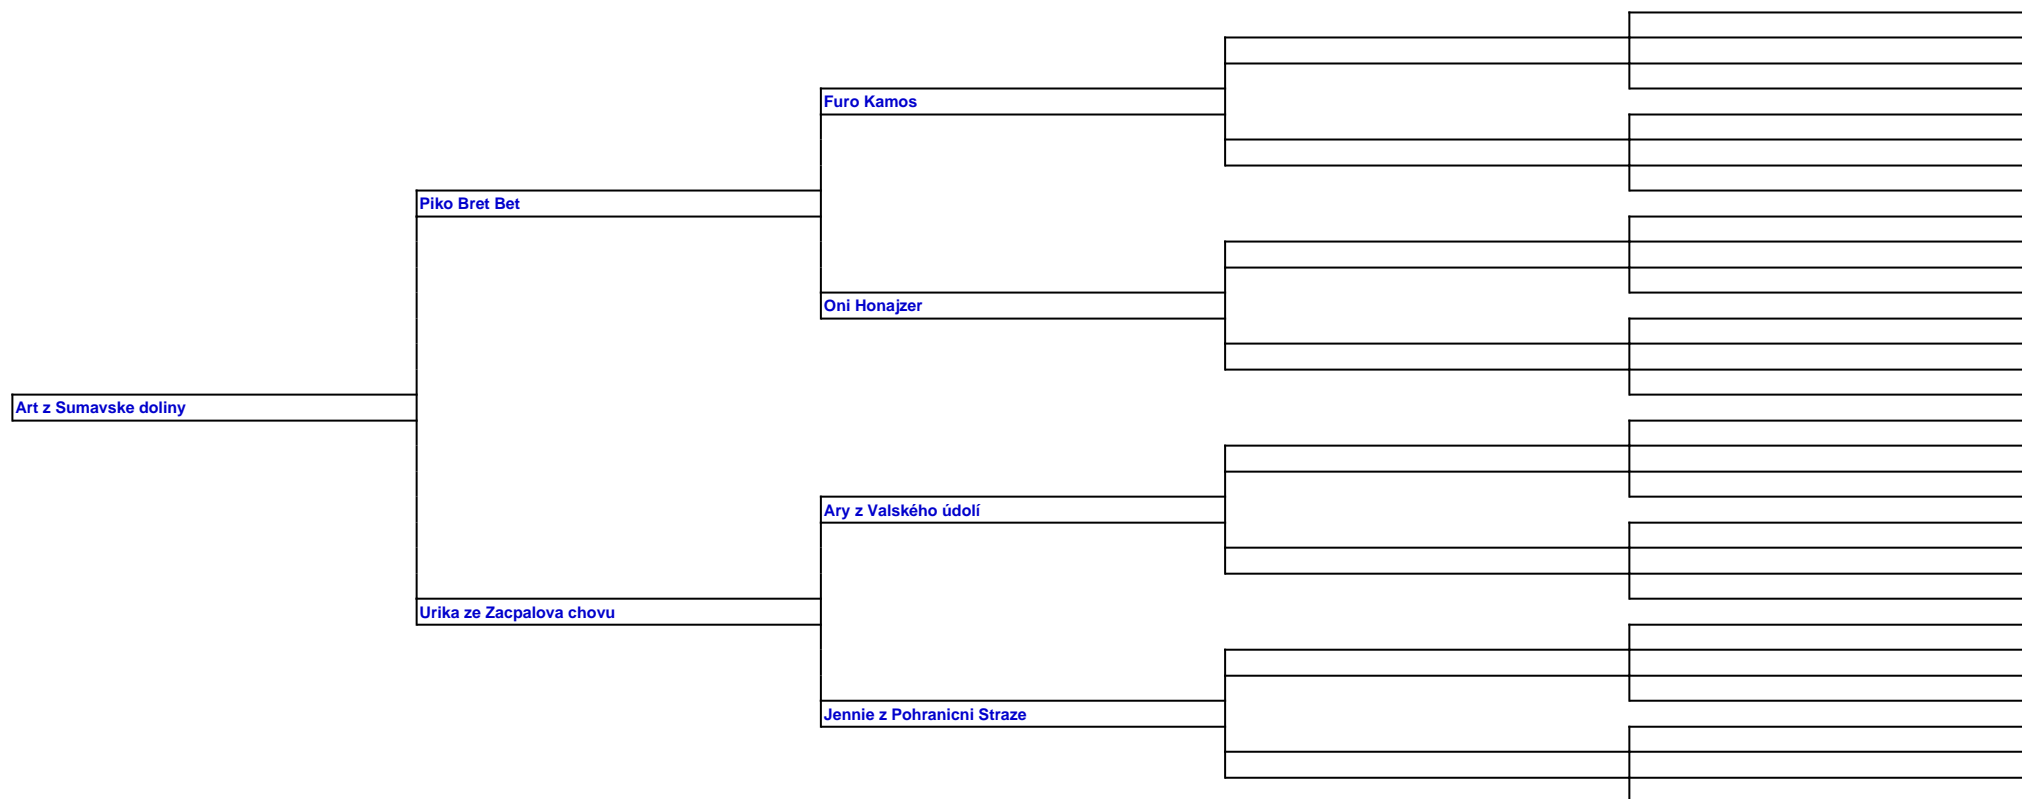 Furo Kamos
Piko Bret Bet
Oni Honajzer
Art z Sumavske doliny
Ary z Valského údolí
Urika ze Zacpalova chovu
Jennie z Pohranicni Straze